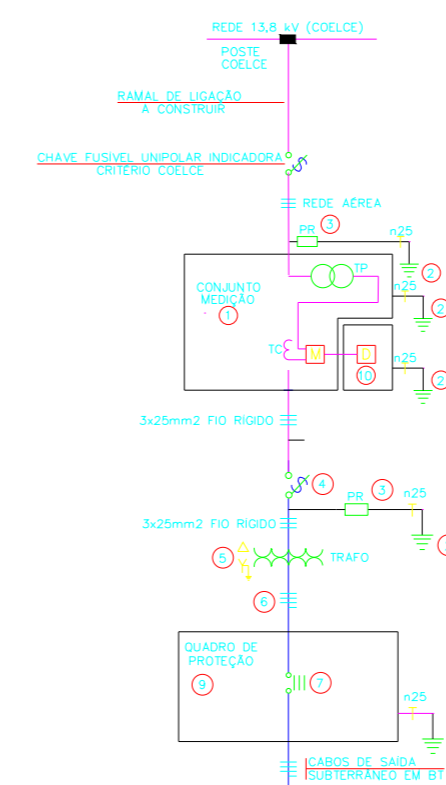 REDE 13,8 kV (COELCE)
POSTE
COELCE
RAMAL DE LIGAÇÃO
A CONSTRUIR
CHAVE FUSIVEL UNIPOLAR INDICADORA
CRITÉRIO COELCE
REDE AÉREA
PR
3
n25
2
TP
CONJUNTO
MEDIÇÃO
1
n25
2
TC
M
D
10
n25
2
3x25mm2 FIO RÍGIDO
4
PR
3
n25
3x25mm2 FIO RÍGIDO
5
TRAFO
6
QUADRO DE
PROTEÇÃO
9
7
n25
CABOS DE SAÍDA
SUBTERRÂNEO EM BT